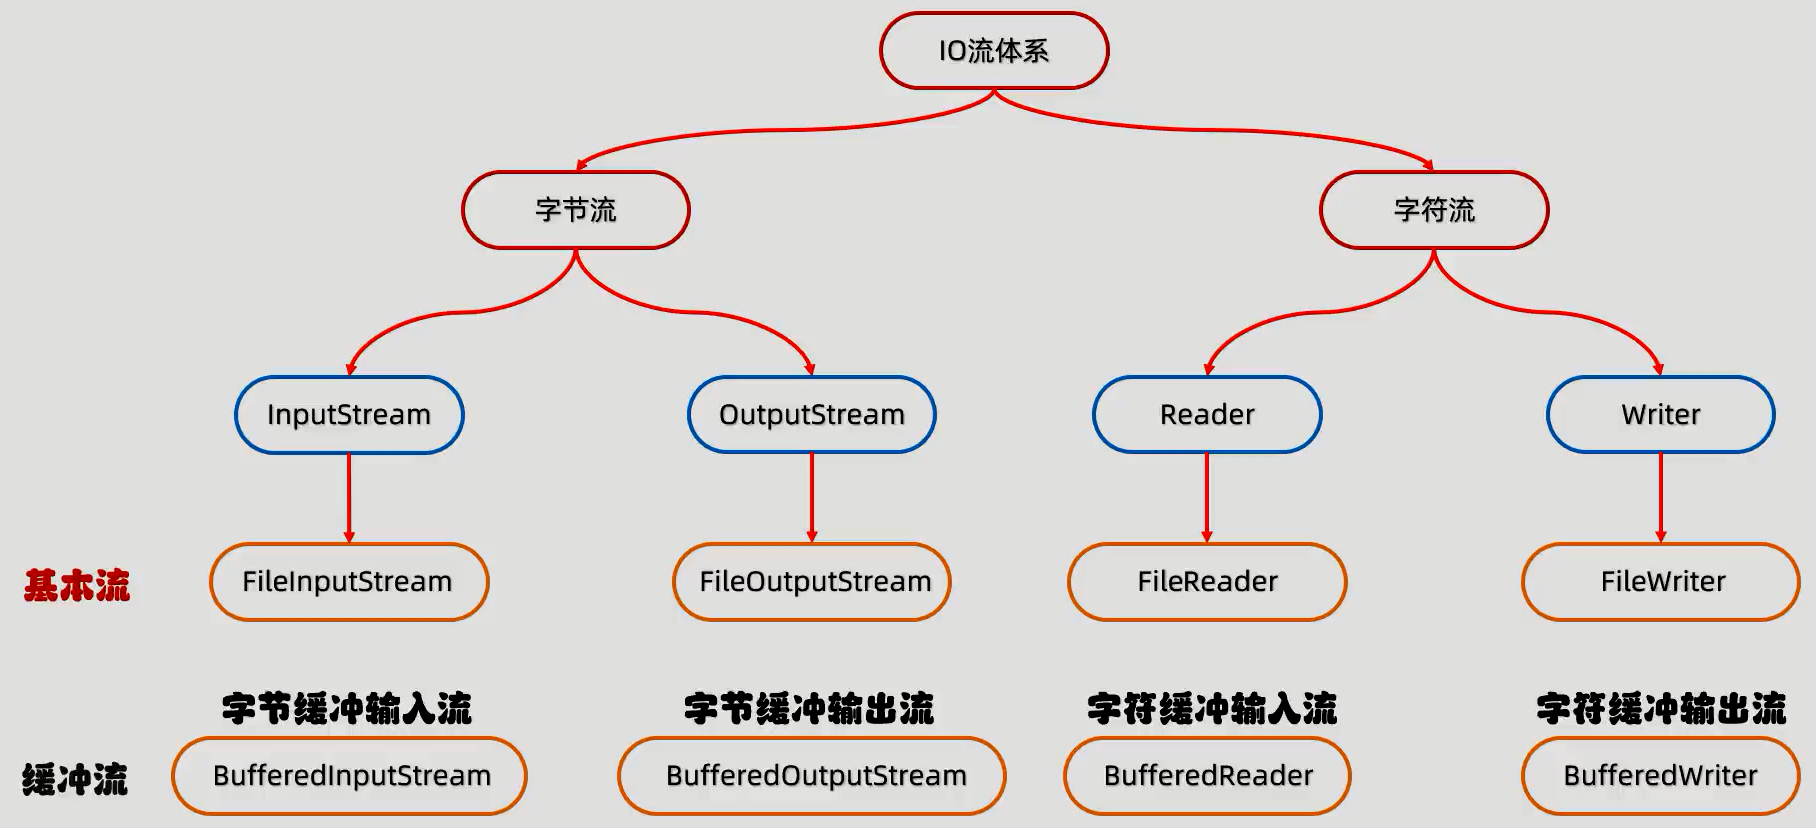 IO流体系
字节流
字符流
InputStream
OutputStream
Reader
Writer
基本流
FileInputStream
FileOutputStream
FileReader
FileWriter
字节缓冲输入流
字节缓冲输出流
字符缓冲输入流
字符缓冲输出流
缓冲流
BufferedInputStream
BufferedOutputStream
BufferedReader
BufferedWriter